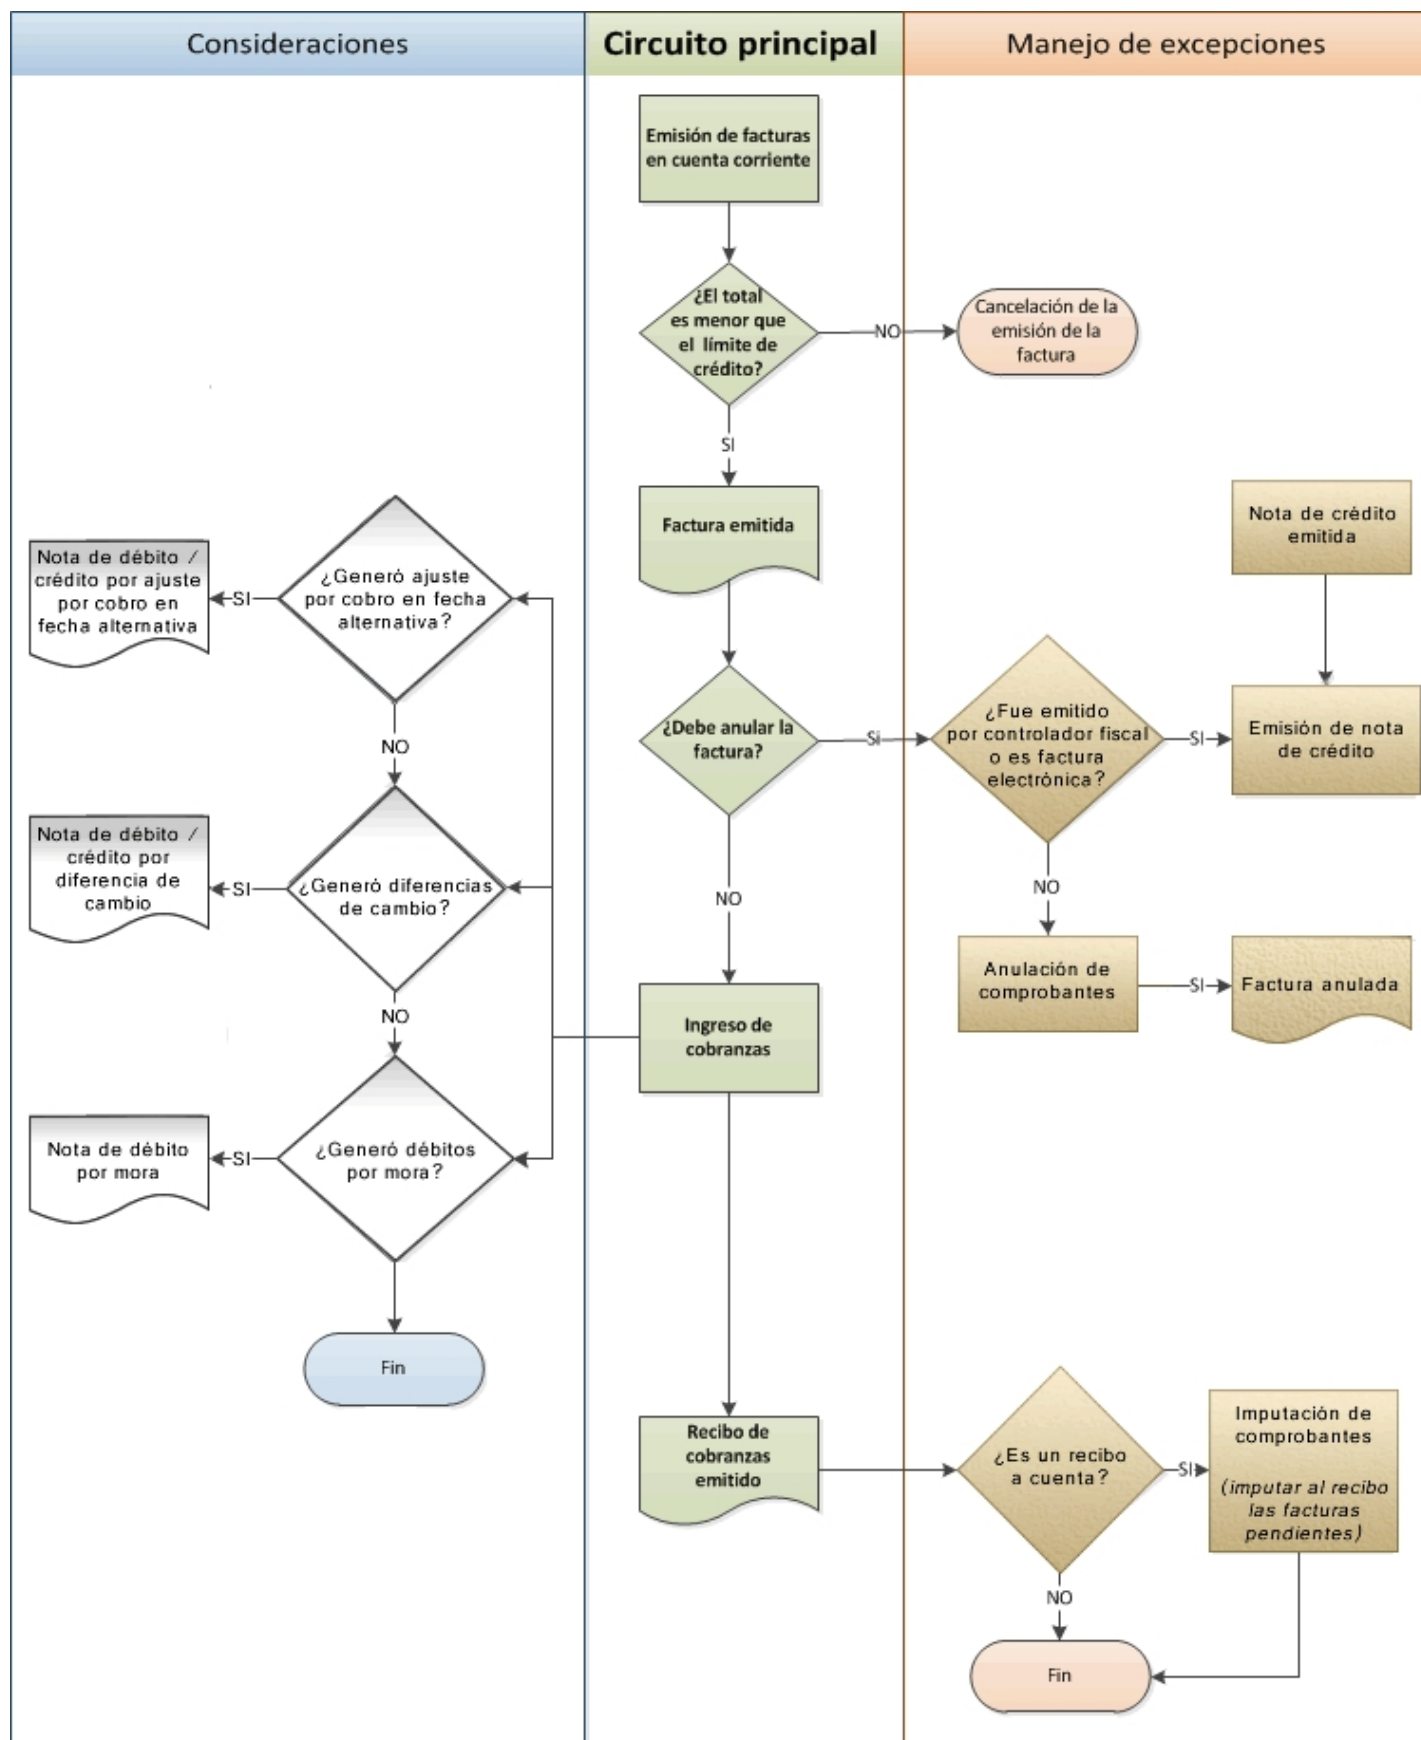 Consideraciones
Circuito principal
Manejo de excepciones
Emisión de facturas
en cuenta corriente
¿El total
es menor que
el límite de
crédito?
NO
Cancelación de la
emisión de la
factura
SI
Factura emitida
Nota de crédito
emitida
Nota de débito /
crédito por ajuste
por cobro en
fecha alternativa
SI
¿Generó ajuste
por cobro en fecha
alternativa?
¿Debe anular la
factura?
Si
¿Fue emitido
por controlador fiscal
o es factura
electrónica?
SI
Emisión de nota
de crédito
NO
Nota de débito /
crédito por
diferencia de
cambio
SI
¿Generó diferencias
de cambio?
NO
NO
Anulación de
comprobantes
SI
Factura anulada
NO
Ingreso de
cobranzas
Nota de débito
por mora
SI
¿Generó débitos
por mora?
Fin
Recibo de
cobranzas
emitido
¿Es un recibo
a cuenta?
SI
Imputación de
comprobantes
(imputar al recibo
las facturas
pendientes)
NO
Fin